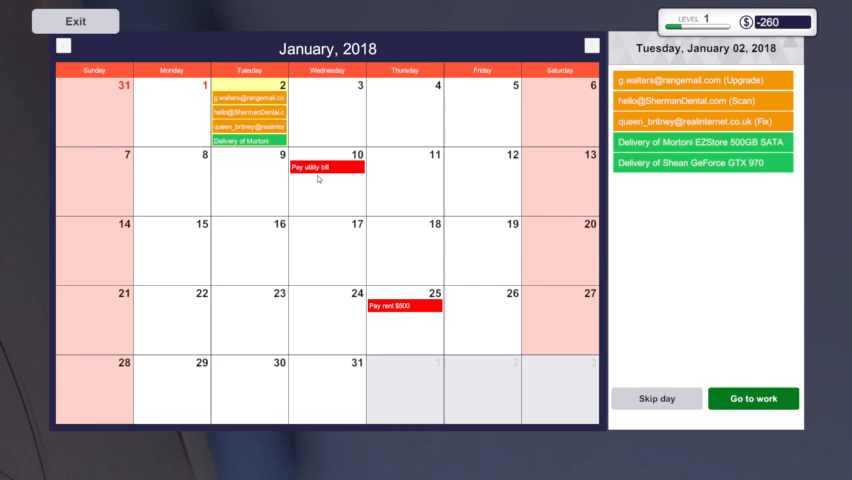 Exit
LEVEL 1
$ -260
January, 2018
Tuesday, January 02, 2018
Sunday Monday Tuesday Wednesday Thursday Friday Saturday
31 1 2 3 4 5 6
g.walters@rangemail.co
hello@ShermanDental.c
queen_britney@realinter
Delivery of Mortoni
7 8 9 10 11 12 13
Pay utility bill
14 15 16 17 18 19 20
21 22 23 24 25 26 27
Pay rent $500
28 29 30 31 1 2 3
g.walters@rangemail.com (Upgrade)
hello@ShermanDental.com (Scan)
queen_britney@realinternet.co.uk (Fix)
Delivery of Mortoni EZStore 500GB SATA
Delivery of Shean GeForce GTX 970
Skip day
Go to work